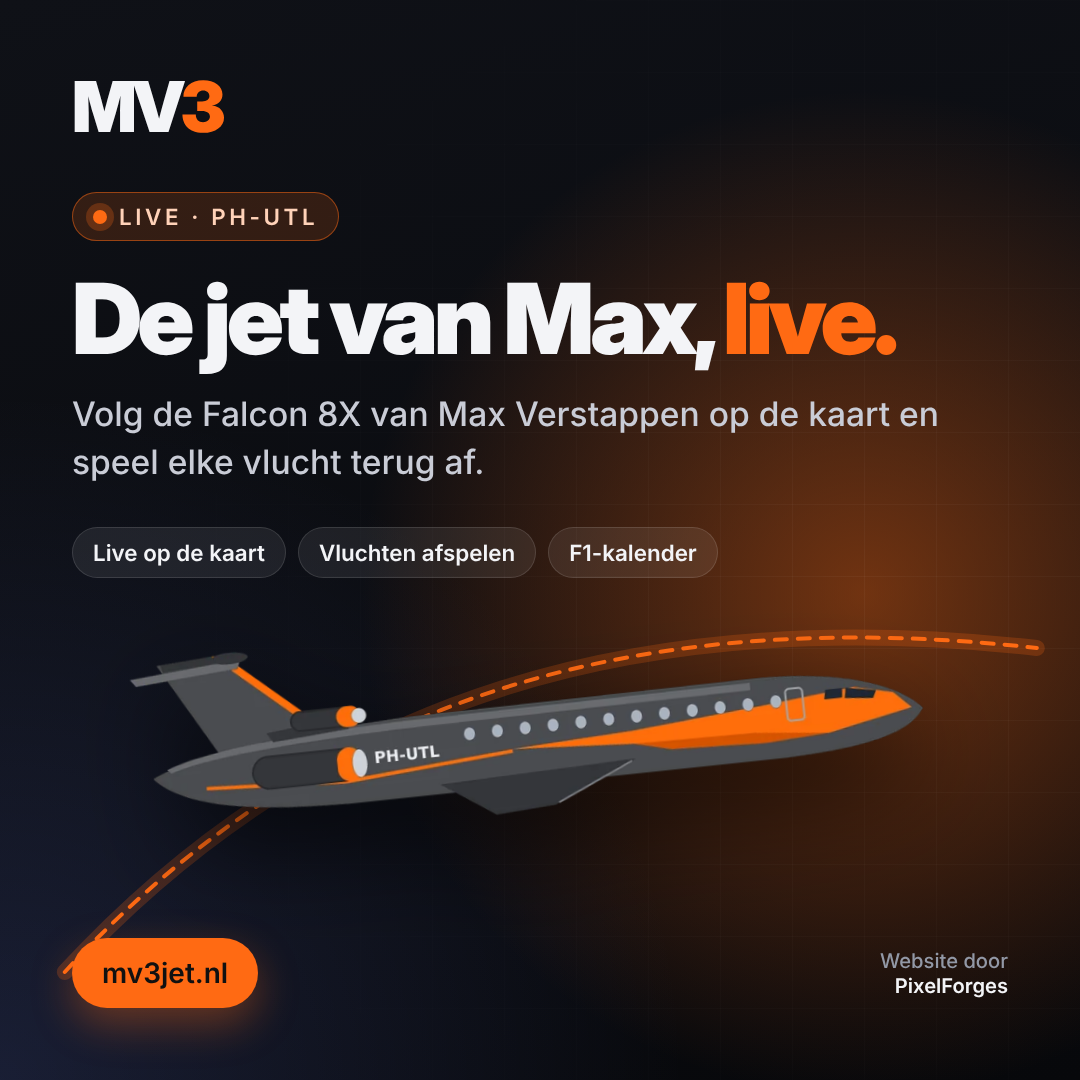 MV3
LIVE · PH-UTL
De jet van Max, live.
Volg de Falcon 8X van Max Verstappen op de kaart en
speel elke vlucht terug af.
Live op de kaart
Vluchten afspelen
F1-kalender
PH-UTL
mv3jet.nl
Website door
PixelForges